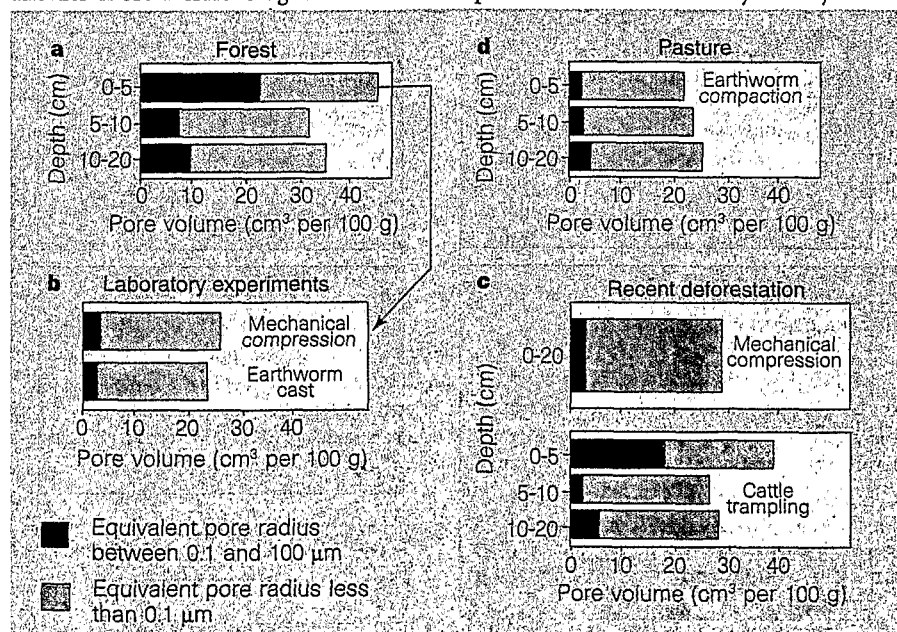 a
Forest
Depth (cm)
0-5
5-10
10-20
0 10 20 30 40
Pore volume (cm³ per 100 g)
d
Pasture
Depth (cm)
0-5
5-10
10-20
Earthworm
compaction
0 10 20 30 40
Pore volume (cm³ per 100 g)
b
Laboratory experiments
Mechanical
compression
Earthworm
cast
0 10 20 40
Pore volume (cm³ per 100 g)
c
Recent deforestation
Depth (cm)
0-20
Mechanical
compression
0-5
5-10
10-20
Cattle
trampling
0 10 20 30 40
Pore volume (cm³ per 100 g)
Equivalent pore radius
between 0.1 and 100 μm
Equivalent pore radius less
than 0.1 μm